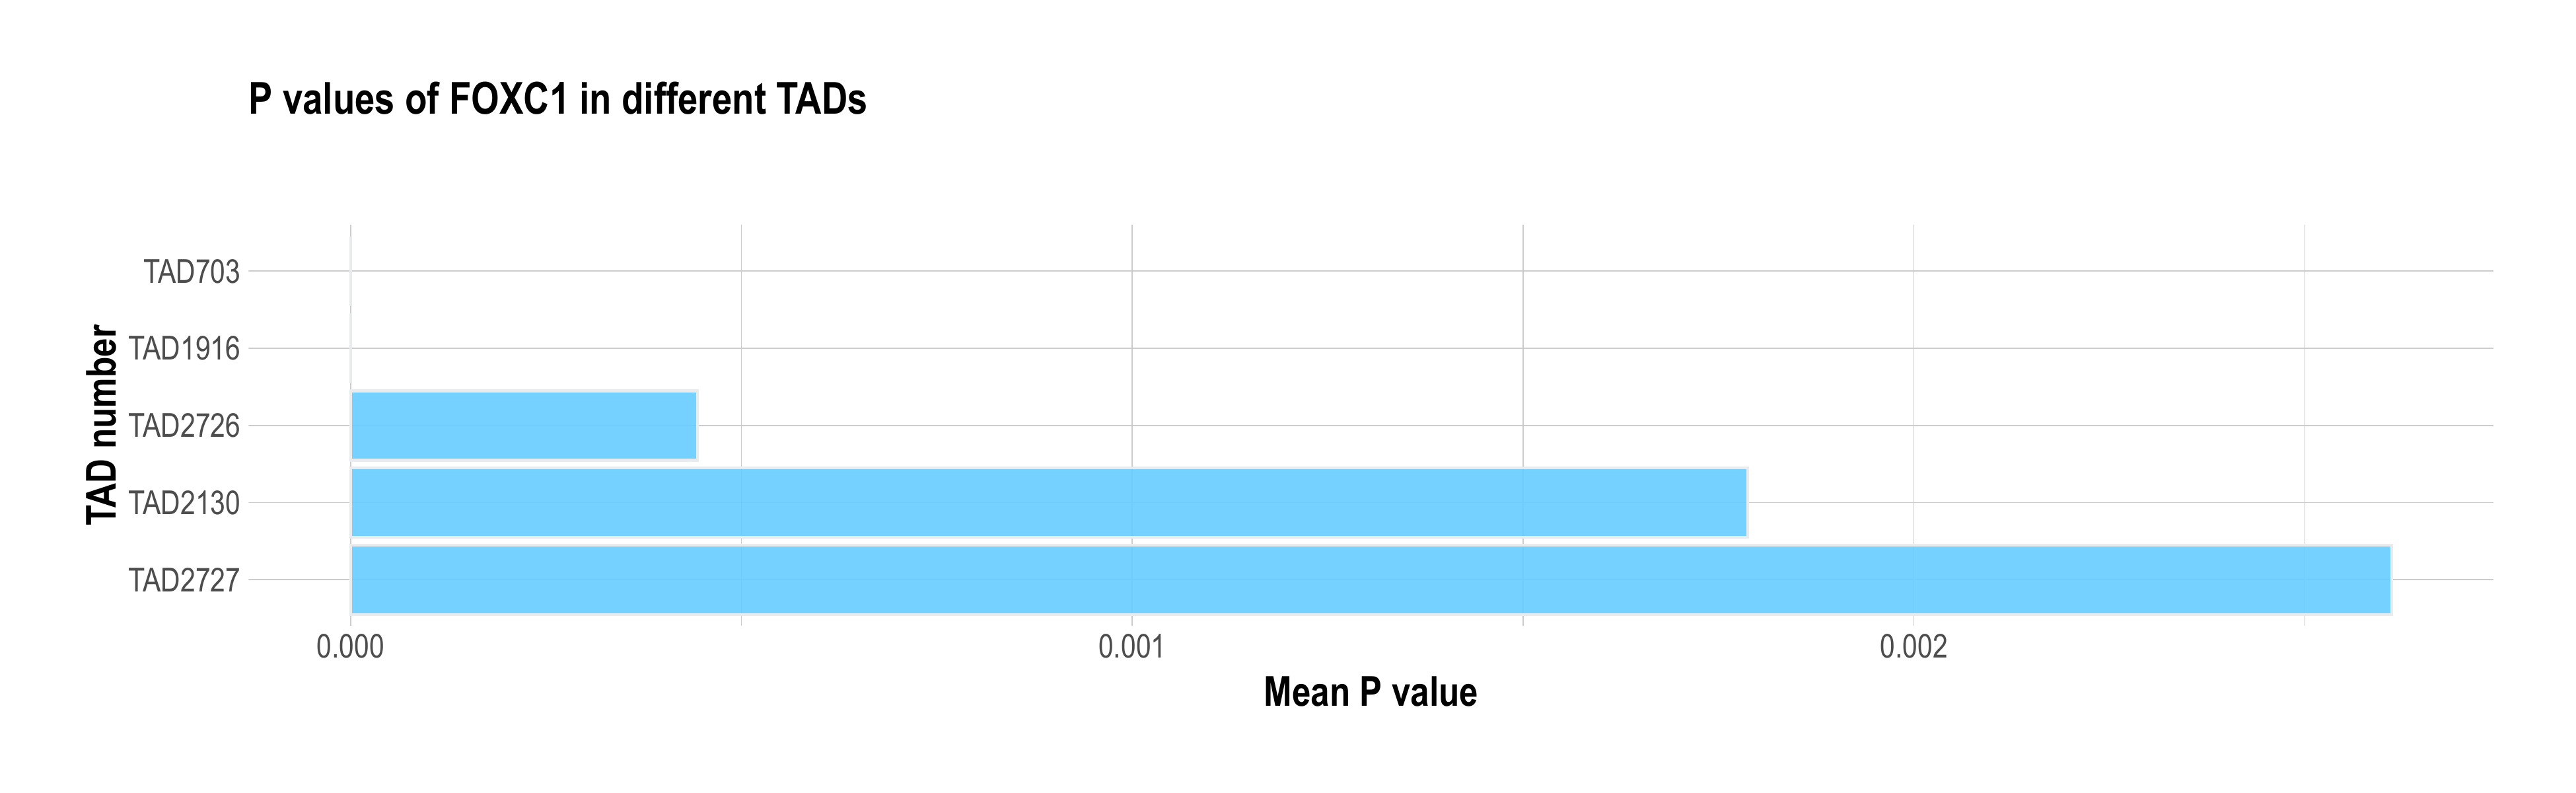 P values of FOXC1 in different TADs
TAD number
TAD703
TAD1916
TAD2726
TAD2130
TAD2727
0.000 0.001 0.002
Mean P value